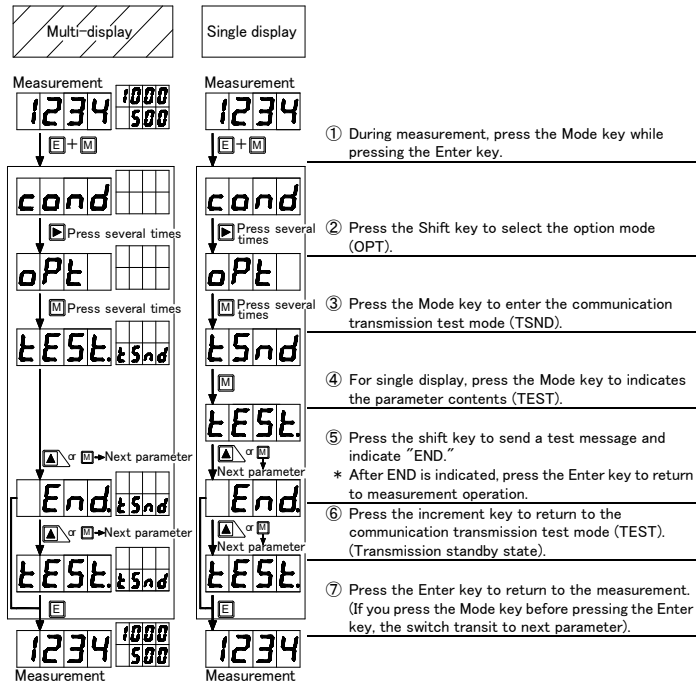 Multi-display
Single display
Measurement
1234
1000
500
E + M
cond
▶ Press several times
oPt
M Press several times
tESt. tSnd
▲ or M → Next parameter
End. tSnd
▲ or M → Next parameter
tESt. tSnd
E
1234
1000
500
Measurement
Measurement
1234
E + M
cond
▶ Press several
times
oPt
M Press several
times
tSnd
M
tESt.
▲ or M
Next parameter
End.
▲ or M
Next parameter
tESt.
E
1234
Measurement
① During measurement, press the Mode key while
pressing the Enter key.
② Press the Shift key to select the option mode
(OPT).
③ Press the Mode key to enter the communication
transmission test mode (TSND).
④ For single display, press the Mode key to indicates
the parameter contents (TEST).
⑤ Press the shift key to send a test message and
indicate "END."
* After END is indicated, press the Enter key to return
to measurement operation.
⑥ Press the increment key to return to the
communication transmission test mode (TEST).
(Transmission standby state).
⑦ Press the Enter key to return to the measurement.
(If you press the Mode key before pressing the Enter
key, the switch transit to next parameter).